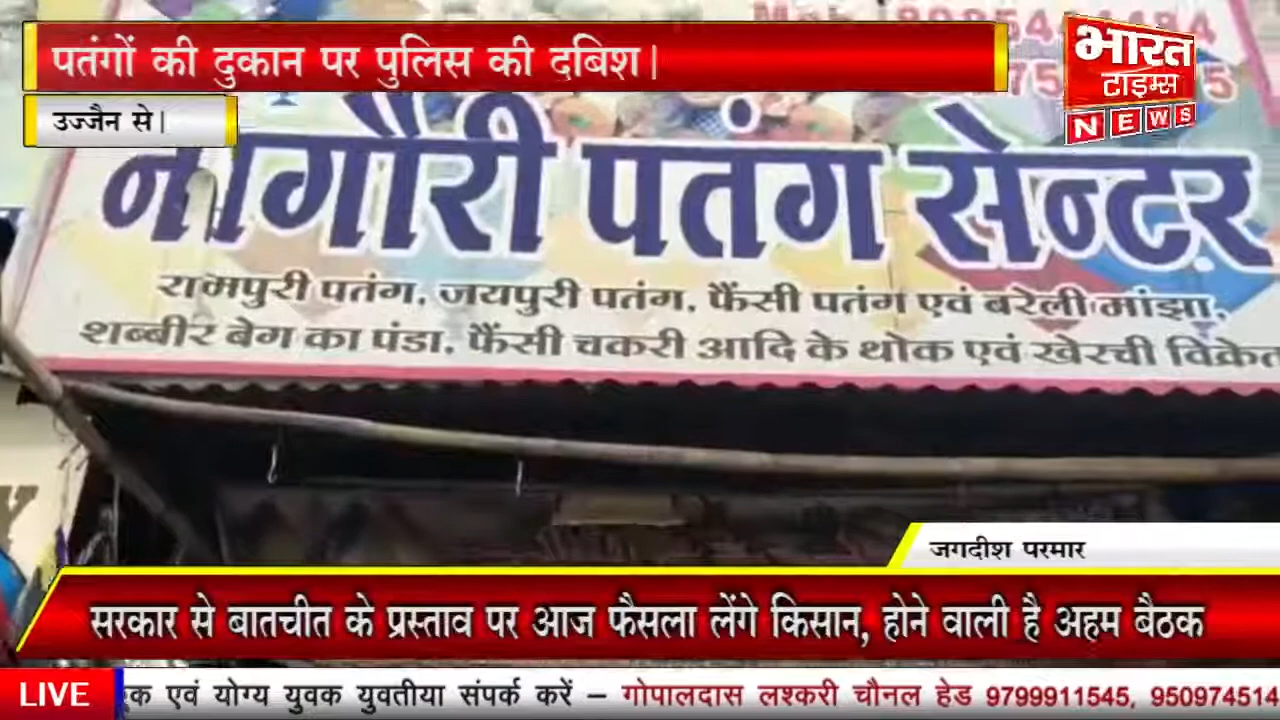 पतंगों की दुकान पर पुलिस की दबिश।
उज्जैन से।
भारत
टाइम्स
NEWS
नागौरी पतंग सेन्टर
रामपुरी पतंग, जयपुरी पतंग, फैंसी पतंग एवं बरेली मांझा,
शब्बीर बेग का पंडा, फैंसी चकरी आदि के थोक एवं खेरची
जगदीश परमार
सरकार से बातचीत के प्रस्ताव पर आज फैसला लेंगे किसान, होने वाली है अहम बैठक
LIVE
एवं योग्य युवक युवतीया संपर्क करें – गोपालदास लश्करी चौनल हेड 9799911545, 950974514